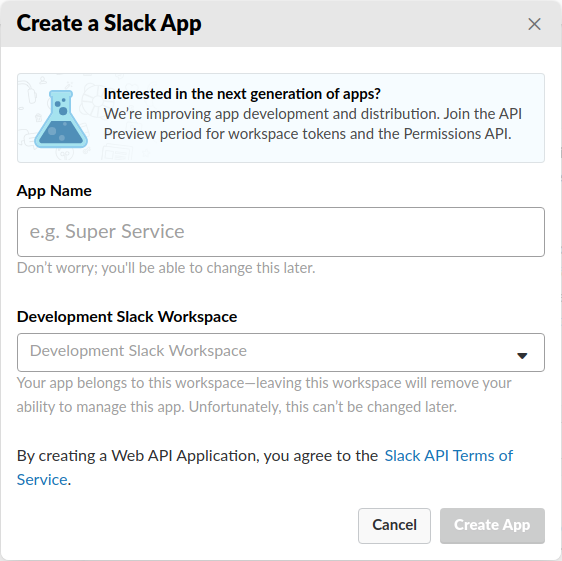 Create a Slack App
Interested in the next generation of apps?
We’re improving app development and distribution. Join the API
Preview period for workspace tokens and the Permissions API.
App Name
e.g. Super Service
Don’t worry; you'll be able to change this later.
Development Slack Workspace
Development Slack Workspace
Your app belongs to this workspace—leaving this workspace will remove your
ability to manage this app. Unfortunately, this can’t be changed later.
By creating a Web API Application, you agree to the Slack API Terms of
Service.
Cancel
Create App